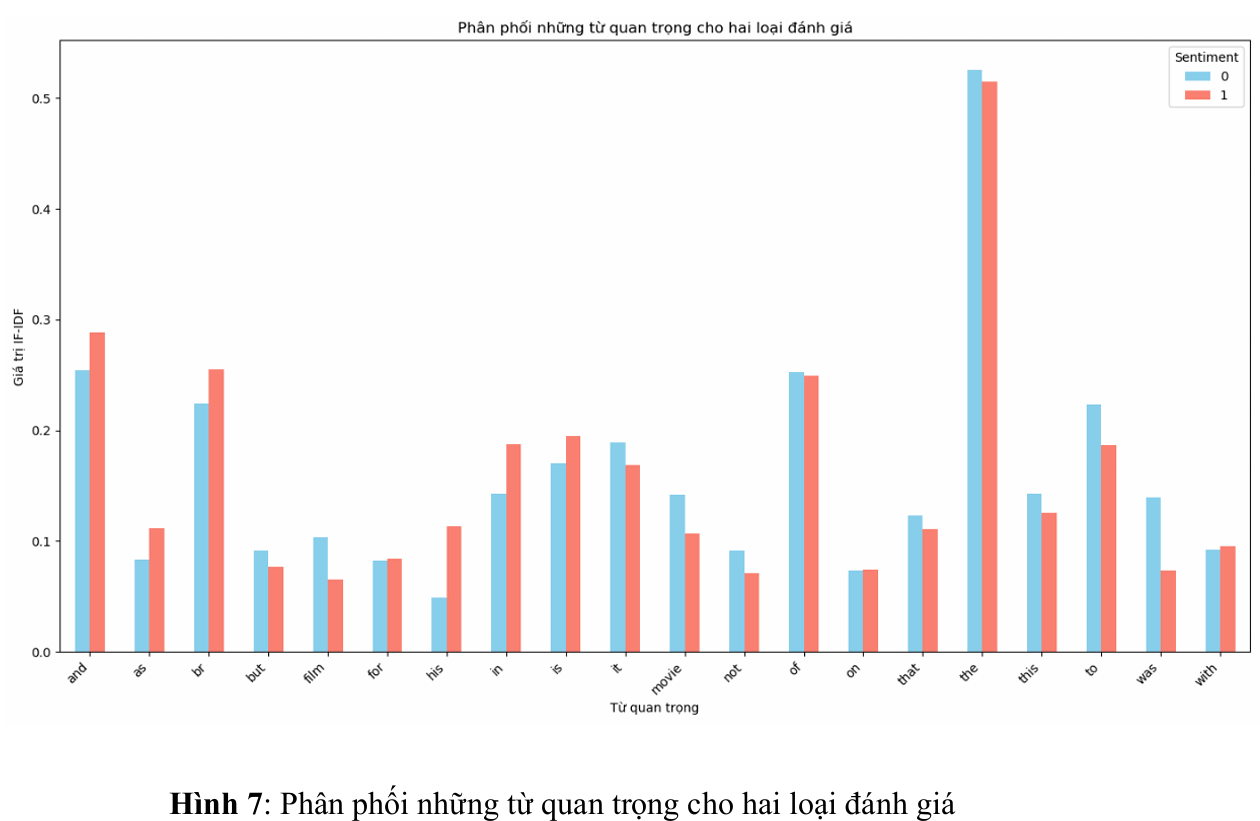 Phân phối những từ quan trọng cho hai loại đánh giá
Sentiment
0
1
Giá trị IF-IDF
0.5
0.4
0.3
0.2
0.1
0.0
and as br but film for his in is it movie not of on that the this to was with
Từ quan trọng
Hình 7: Phân phối những từ quan trọng cho hai loại đánh giá